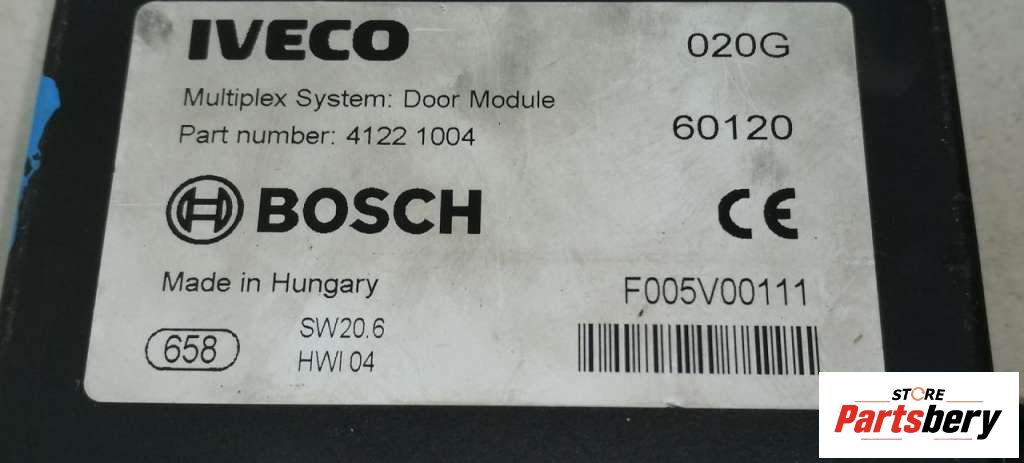 IVECO 020G
Multiplex System: Door Module
Part number: 4122 1004 60120
BOSCH CE
Made in Hungary F005V00111
658 SW20.6
HWI 04
STORE
Partsbery